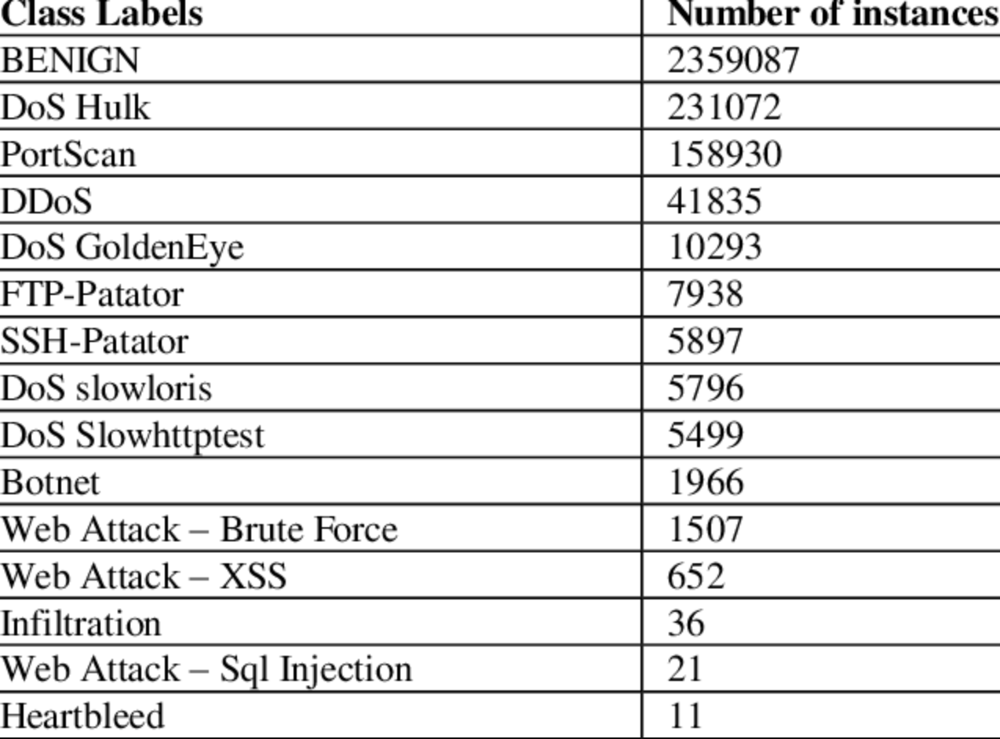 Class Labels Number of instances
BENIGN 2359087
DoS Hulk 231072
PortScan 158930
DDoS 41835
DoS GoldenEye 10293
FTP-Patator 7938
SSH-Patator 5897
DoS slowloris 5796
DoS Slowhttptest 5499
Botnet 1966
Web Attack – Brute Force 1507
Web Attack – XSS 652
Infiltration 36
Web Attack – Sql Injection 21
Heartbleed 11